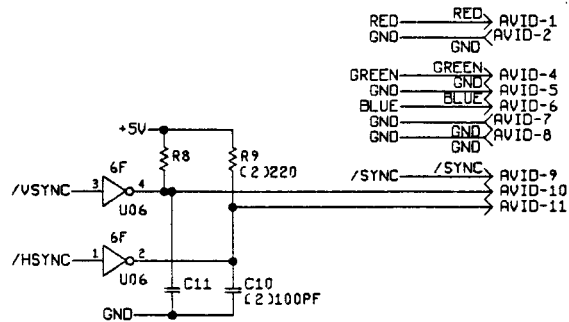 RED RED AVID-1
GND AVID-2
GND
GREEN GREEN AVID-4
GND GND AVID-5
BLUE BLUE AVID-6
GND AVID-7
GND GND AVID-8
GND
+5V
R8 R9
(2)220
/SYNC /SYNC AVID-9
6F
/VSYNC 3 4 AVID-10
U06 AVID-11
6F
/HSYNC 1 2
U06
C11 C10
(2)100PF
GND